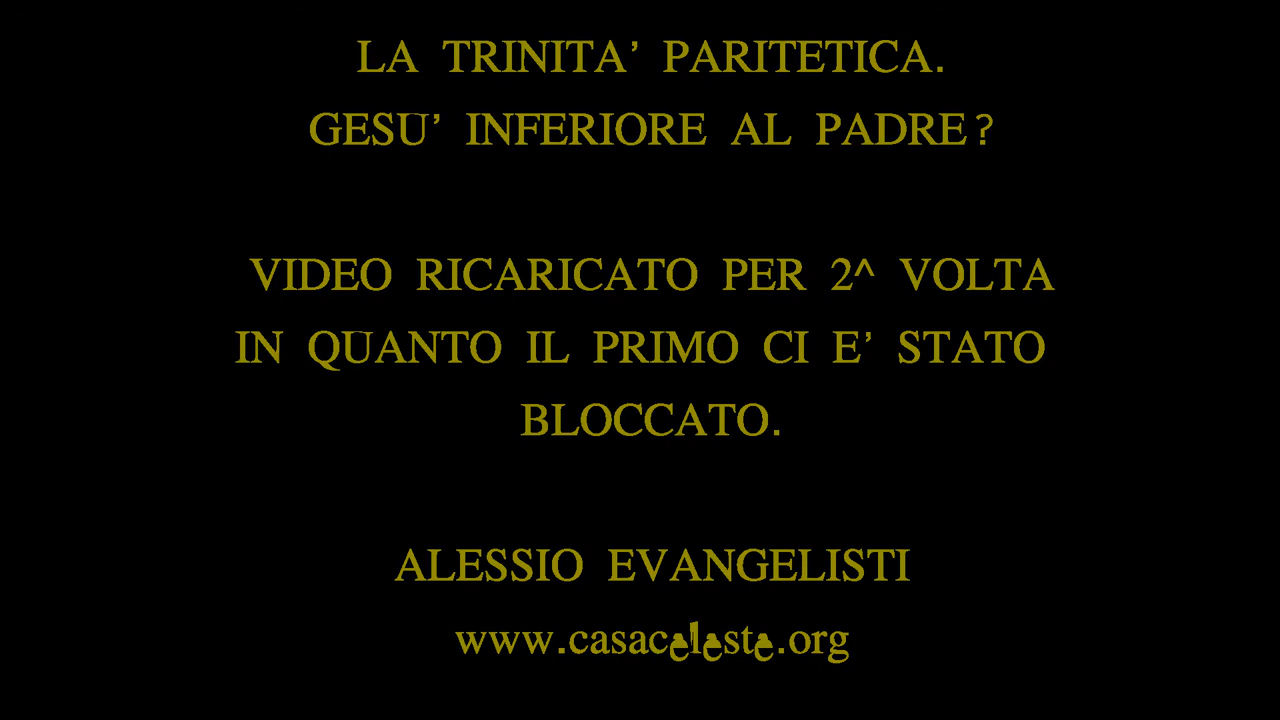 LA TRINITA' PARITETICA.
GESU' INFERIORE AL PADRE?
VIDEO RICARICATO PER 2^ VOLTA
IN QUANTO IL PRIMO CI E' STATO
BLOCCATO.
ALESSIO EVANGELISTI
www.casaceleste.org